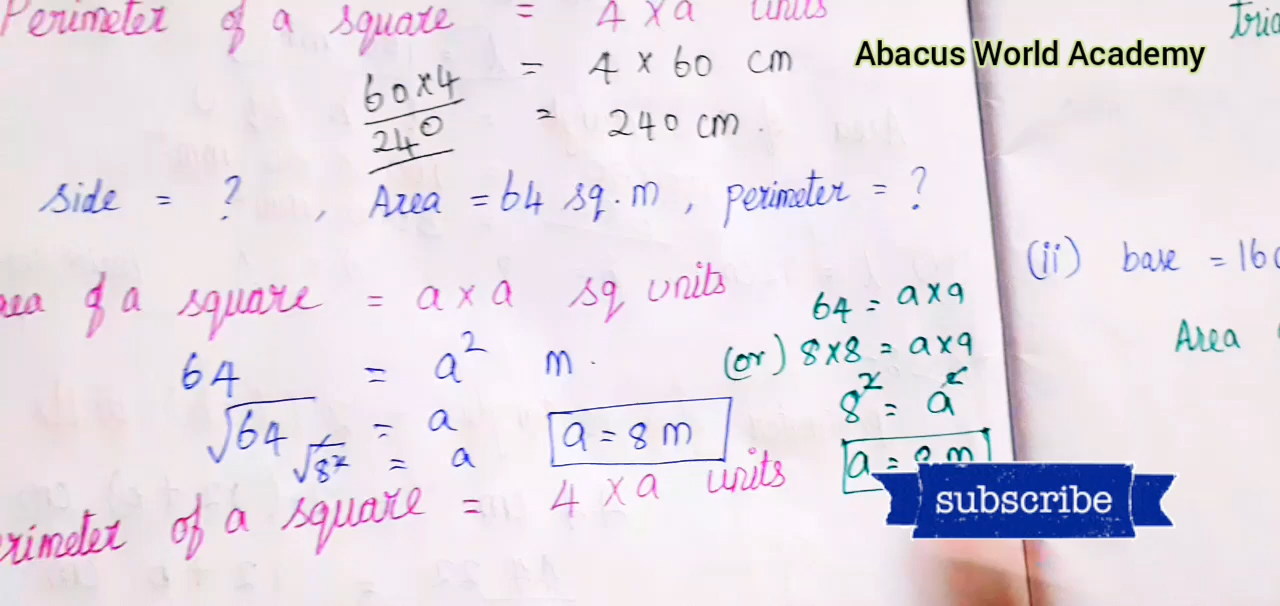 Perimeter of a square = 4 x a units
Abacus World Academy
= 4 x 60 cm
60x4
240
= 240 cm.
side = ?, Area = 64 sq.m, perimeter = ?
of a square = a x a sq units
64 = a² m.
√64 = a
√8² = a
a = 8 m
64 = a x a
(or) 8x8 = a x a
8² = a²
a = 8 m
of a square = 4 x a units
(ii) base = 16
Area
subscribe